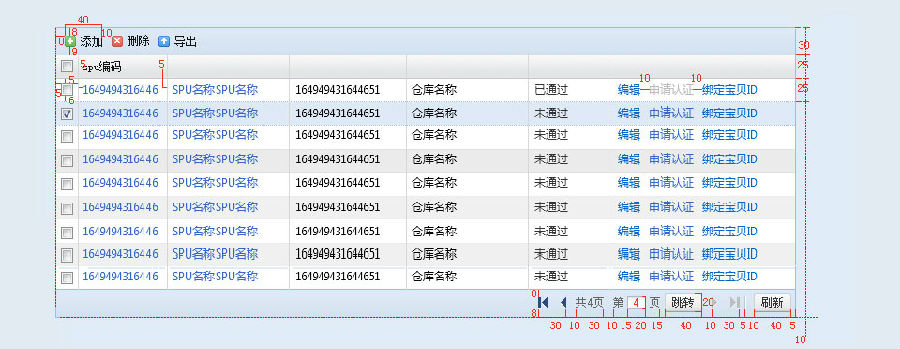 40
8 10 30
添加 删除 导出
9
5 5 25
spu编码
5 10 10 25
1649494316446 SPU名称SPU名称 164949431644651 仓库名称 已通过 编辑 申请认证 绑定宝贝ID
5 6
1649494316446 SPU名称SPU名称 164949431644651 仓库名称 未通过 编辑 申请认证 绑定宝贝ID
1649494316446 SPU名称SPU名称 164949431644651 仓库名称 未通过 编辑 申请认证 绑定宝贝ID
1649494316446 SPU名称SPU名称 164949431644651 仓库名称 未通过 编辑 申请认证 绑定宝贝ID
1649494316446 SPU名称SPU名称 164949431644651 仓库名称 未通过 编辑 申请认证 绑定宝贝ID
1649494316446 SPU名称SPU名称 164949431644651 仓库名称 未通过 编辑 申请认证 绑定宝贝ID
1649494316446 SPU名称SPU名称 164949431644651 仓库名称 未通过 编辑 申请认证 绑定宝贝ID
1649494316446 SPU名称SPU名称 164949431644651 仓库名称 未通过 编辑 申请认证 绑定宝贝ID
1649494316446 SPU名称SPU名称 164949431644651 仓库名称 未通过 编辑 申请认证 绑定宝贝ID
共4页 第 4 页 跳转 20 刷新
8
30 10 30 10 5 20 15 40 10 30 5 10 40 5
10